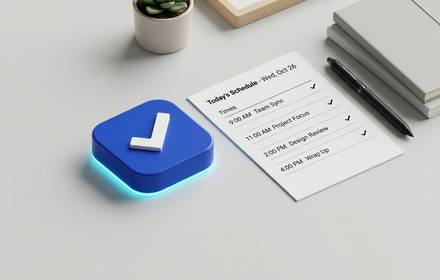 Today's Schedule - Wed, Oct 26
Times ✓
9:00 AM Team Sync ✓
11:00 AM Project Focus ✓
2:00 PM Design Review ✓
4:00 PM Wrap Up